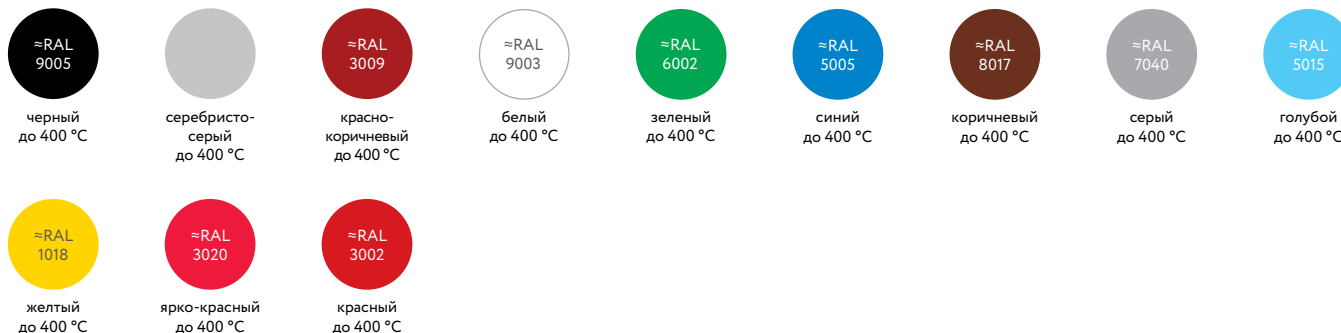 ≈RAL
9005
черный
до 400 °C
серебристо-
серый
до 400 °C
≈RAL
3009
красно-
коричневый
до 400 °C
≈RAL
9003
белый
до 400 °C
≈RAL
6002
зеленый
до 400 °C
≈RAL
5005
синий
до 400 °C
≈RAL
8017
коричневый
до 400 °C
≈RAL
7040
серый
до 400 °C
≈RAL
5015
голубой
до 400 °C
≈RAL
1018
желтый
до 400 °C
≈RAL
3020
ярко-красный
до 400 °C
≈RAL
3002
красный
до 400 °C